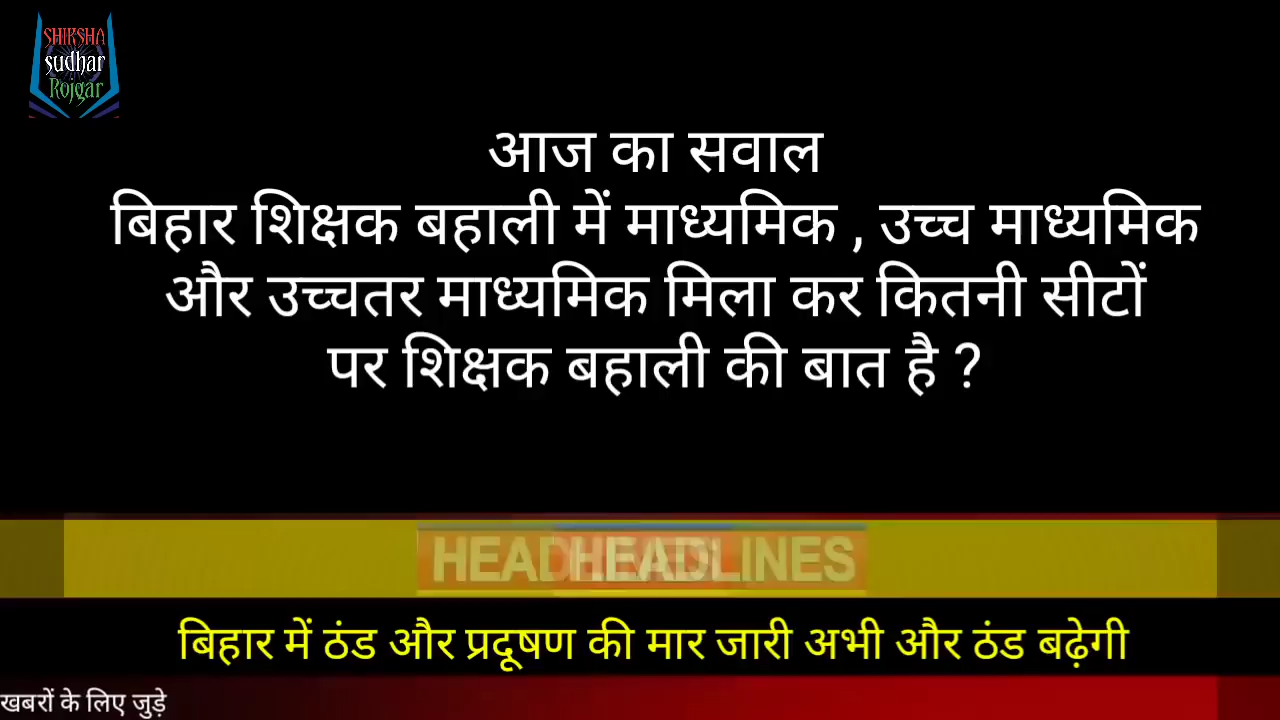 SHIKSHA
sudhar
Rojgar
आज का सवाल
बिहार शिक्षक बहाली में माध्यमिक , उच्च माध्यमिक
और उच्चतर माध्यमिक मिला कर कितनी सीटों
पर शिक्षक बहाली की बात है ?
HEADLINES
बिहार में ठंड और प्रदूषण की मार जारी अभी और ठंड बढ़ेगी
खबरों के लिए जुड़े